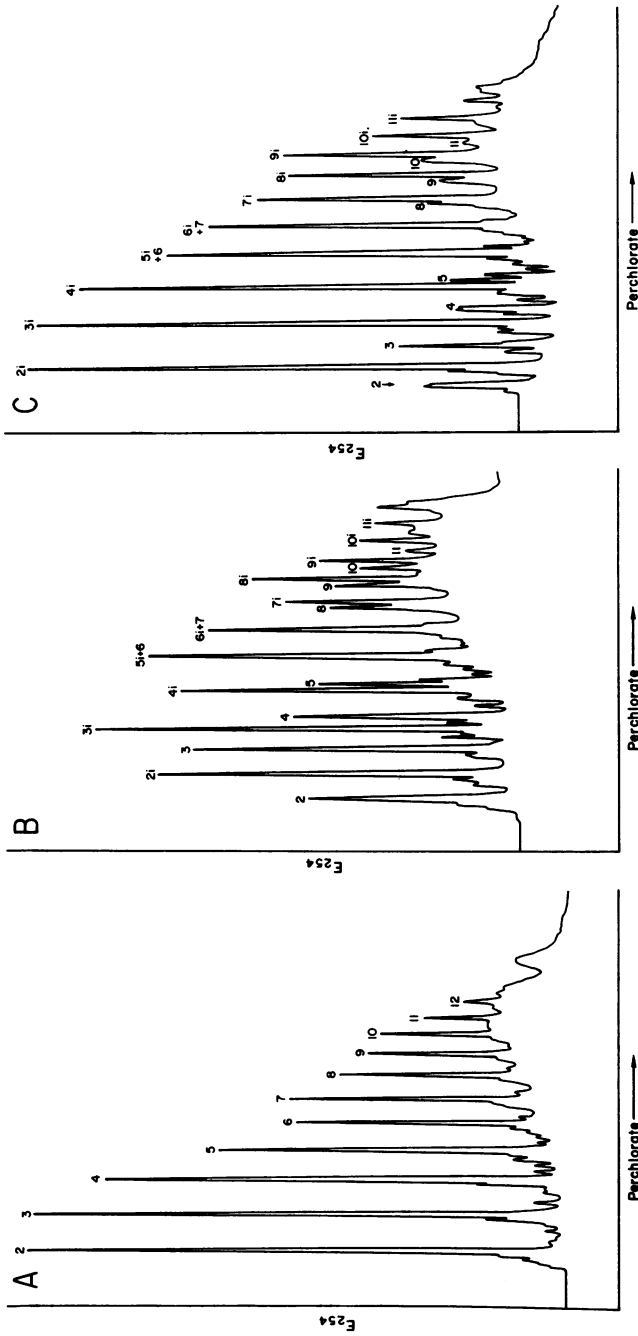 A
E254
2
3
4
5
6
7
8
9
10
11
12
Perchlorate
B
E254
2
2i
3
3i
4
4i
5
5i+6
6i+7
8
7i
9
8i
10
9i
11
10i
11i
Perchlorate
C
E254
2
2i
3
3i
4
4i
5
5i
+6
6i
+7
8
7i
9
8i
10
9i
11
10i.
11i
Perchlorate